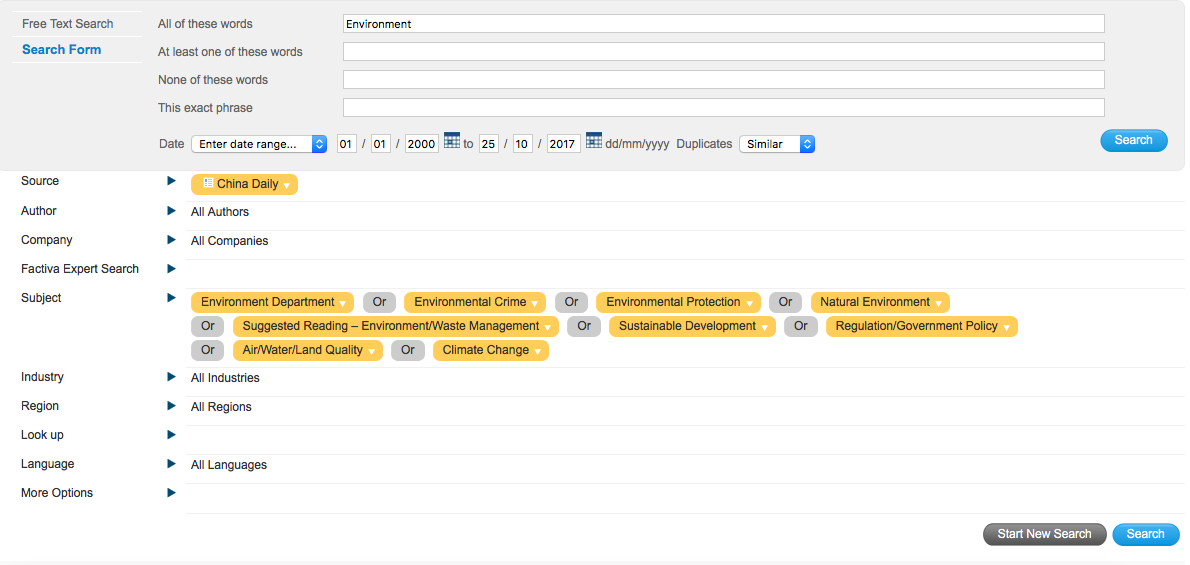 Free Text Search All of these words Environment
Search Form At least one of these words
None of these words
This exact phrase
Date Enter date range... 01 / 01 / 2000 to 25 / 10 / 2017 dd/mm/yyyy Duplicates Similar Search
Source China Daily
Author All Authors
Company All Companies
Factiva Expert Search
Subject Environment Department Or Environmental Crime Or Environmental Protection Or Natural Environment
Or Suggested Reading – Environment/Waste Management Or Sustainable Development Or Regulation/Government Policy
Or Air/Water/Land Quality Or Climate Change
Industry All Industries
Region All Regions
Look up
Language All Languages
More Options
Start New Search Search